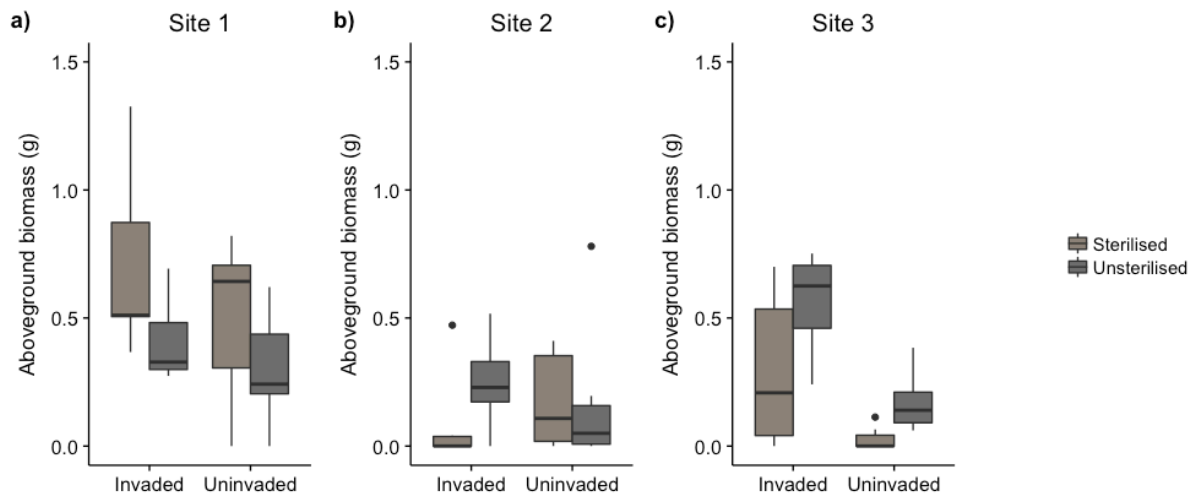 a) Site 1
Aboveground biomass (g)
1.5
1.0
0.5
0.0
Invaded Uninvaded
b) Site 2
Aboveground biomass (g)
1.5
1.0
0.5
0.0
Invaded Uninvaded
c) Site 3
Aboveground biomass (g)
1.5
1.0
0.5
0.0
Invaded Uninvaded
Sterilised
Unsterilised